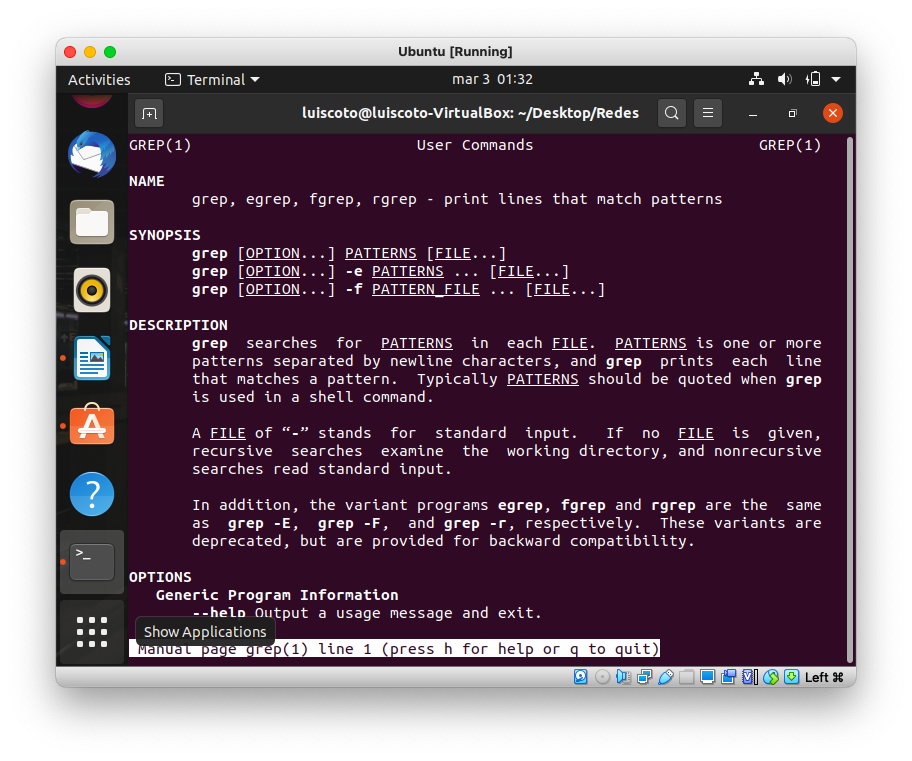 Ubuntu [Running]
Activities Terminal mar 3 01:32
luiscoto@luiscoto-VirtualBox: ~/Desktop/Redes
GREP(1) User Commands GREP(1)
NAME
grep, egrep, fgrep, rgrep - print lines that match patterns
SYNOPSIS
grep [OPTION...] PATTERNS [FILE...]
grep [OPTION...] -e PATTERNS ... [FILE...]
grep [OPTION...] -f PATTERN_FILE ... [FILE...]
DESCRIPTION
grep searches for PATTERNS in each FILE. PATTERNS is one or more
patterns separated by newline characters, and grep prints each line
that matches a pattern. Typically PATTERNS should be quoted when grep
is used in a shell command.
A FILE of “-” stands for standard input. If no FILE is given,
recursive searches examine the working directory, and nonrecursive
searches read standard input.
In addition, the variant programs egrep, fgrep and rgrep are the same
as grep -E, grep -F, and grep -r, respectively. These variants are
deprecated, but are provided for backward compatibility.
OPTIONS
Generic Program Information
--help Output a usage message and exit.
Show Applications
Manual page grep(1) line 1 (press h for help or q to quit)
Left ⌘